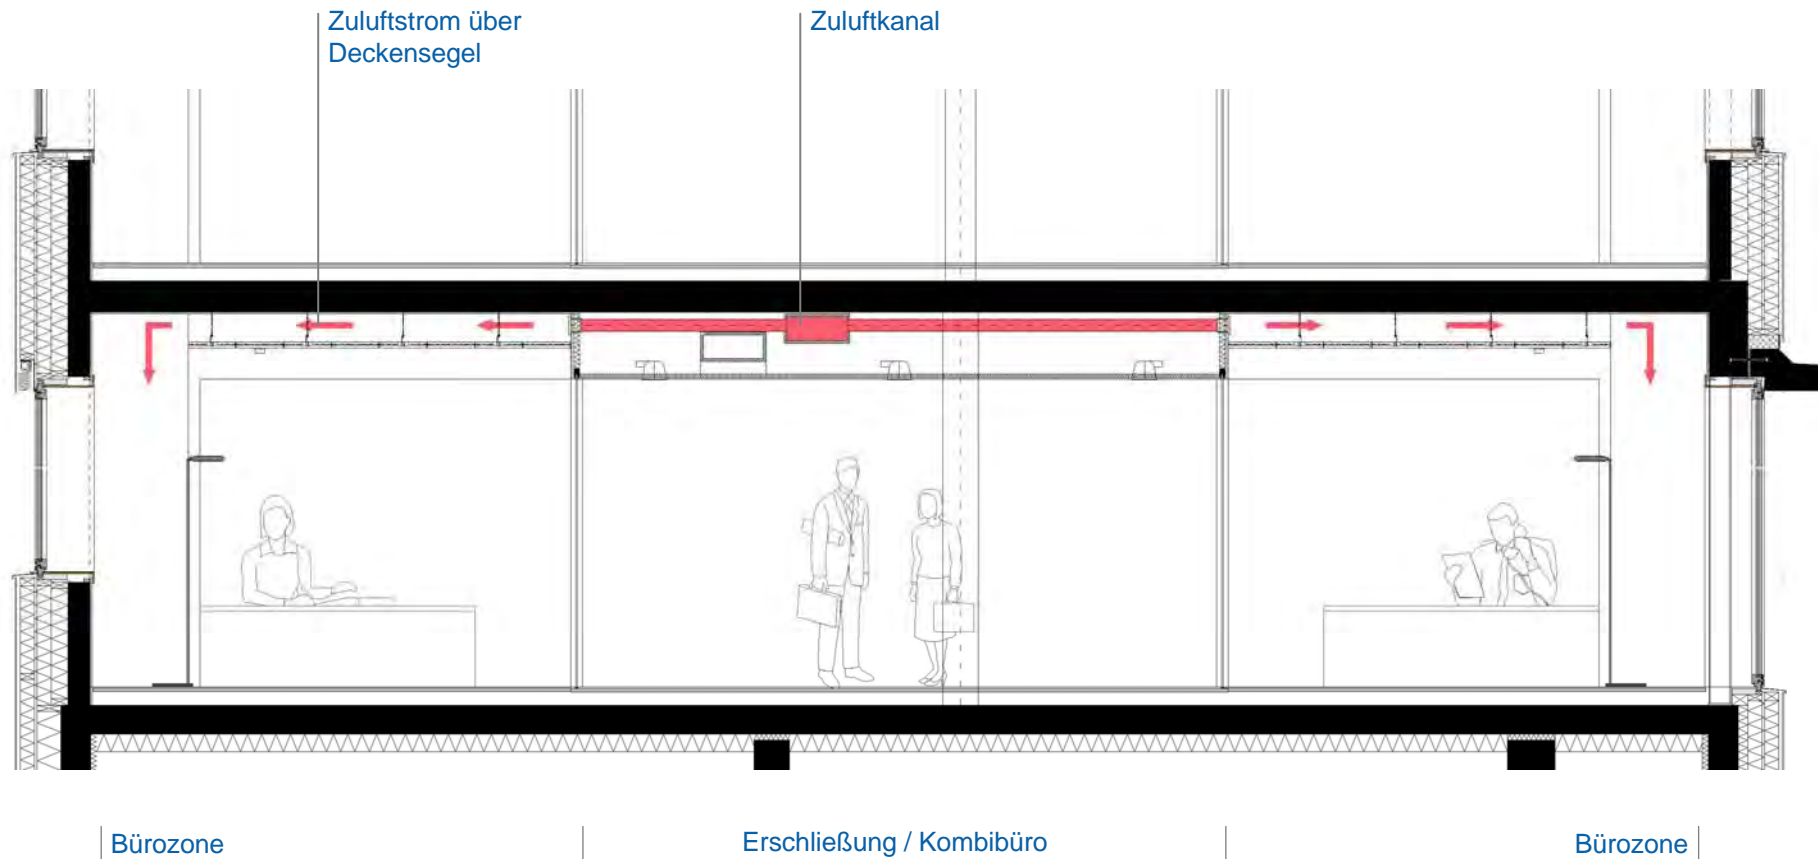 Zuluftstrom über
Deckensegel
Zuluftkanal
Bürozone
Erschließung / Kombibüro
Bürozone